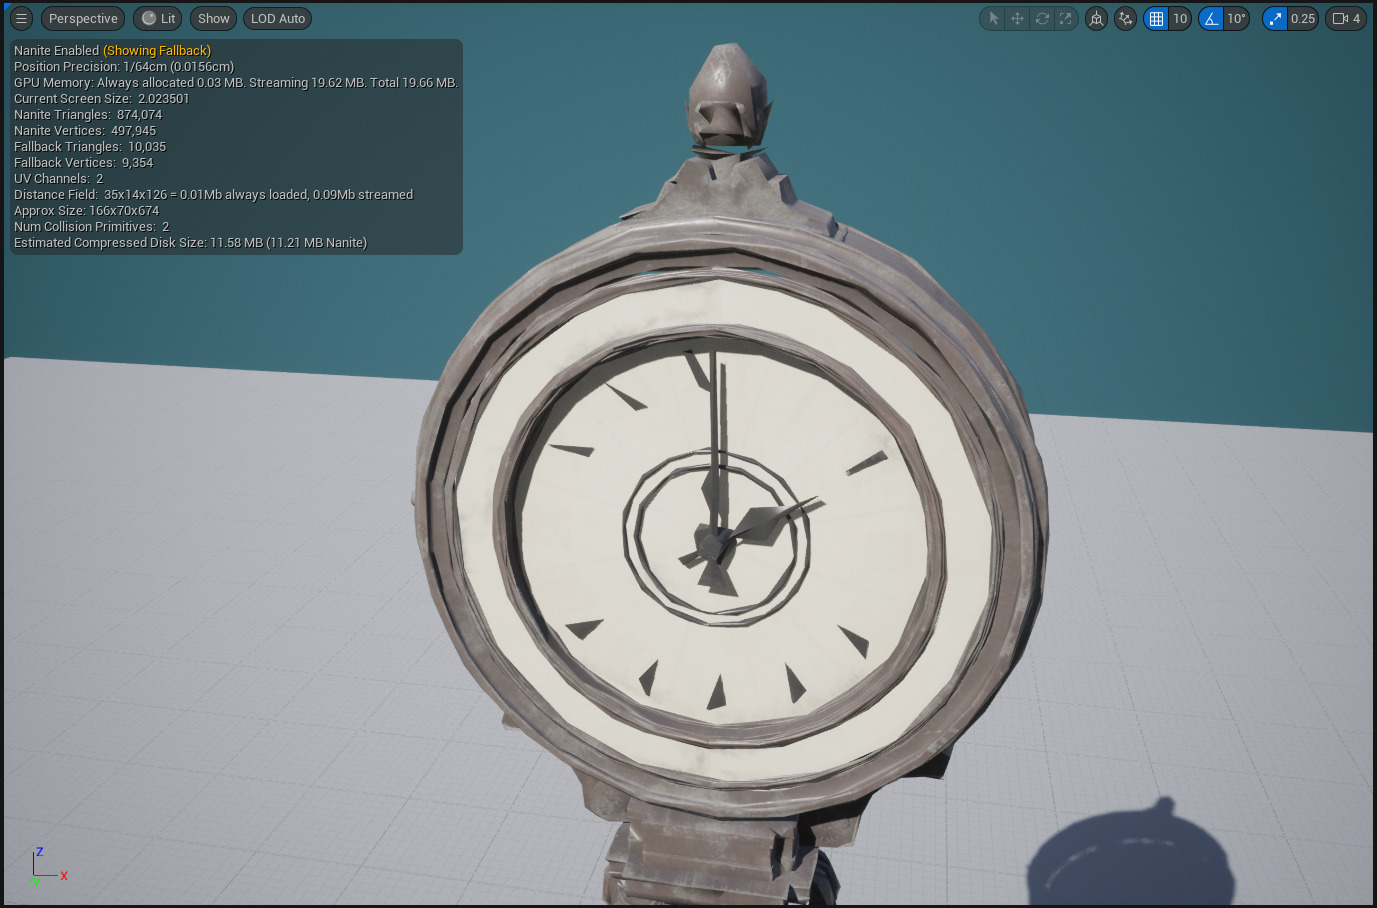 Perspective Lit Show LOD Auto 10 10° 0.25 4
Nanite Enabled (Showing Fallback)
Position Precision: 1/64cm (0.0156cm)
GPU Memory: Always allocated 0.03 MB. Streaming 19.62 MB. Total 19.66 MB.
Current Screen Size: 2.023501
Nanite Triangles: 874,074
Nanite Vertices: 497,945
Fallback Triangles: 10,035
Fallback Vertices: 9,354
UV Channels: 2
Distance Field: 35x14x126 = 0.01Mb always loaded, 0.09Mb streamed
Approx Size: 166x70x674
Num Collision Primitives: 2
Estimated Compressed Disk Size: 11.58 MB (11.21 MB Nanite)
Z
X
Y